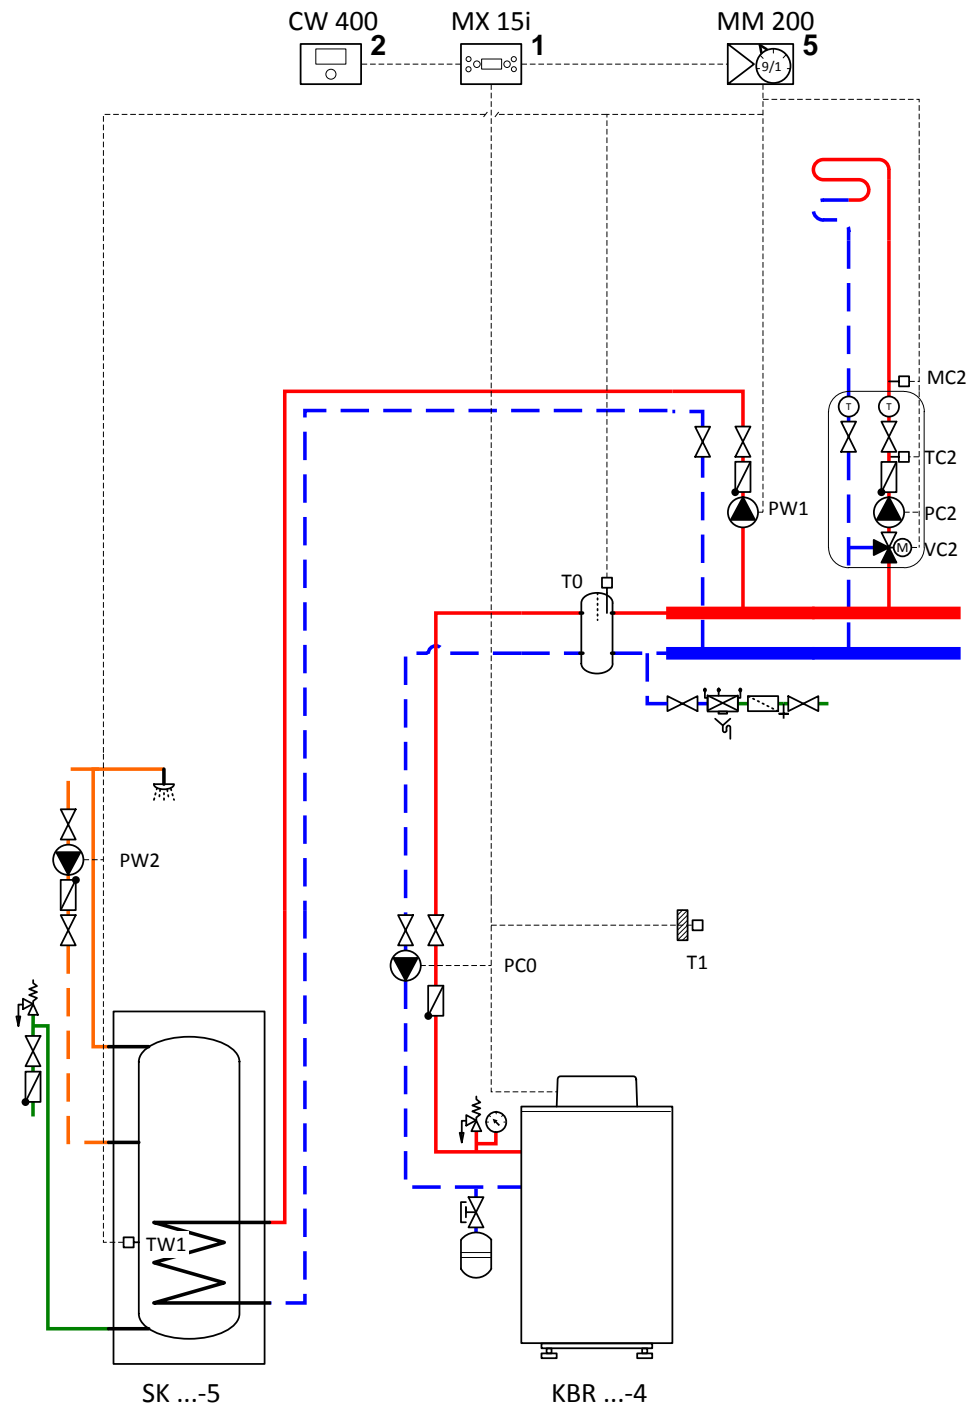 CW 400 MX 15i MM 200
2 1 5
9/1
MC2
T T
TC2
PW1 PC2
M VC2
T0
PW2
PC0 T1
TW1
SK ...-5 KBR ...-4